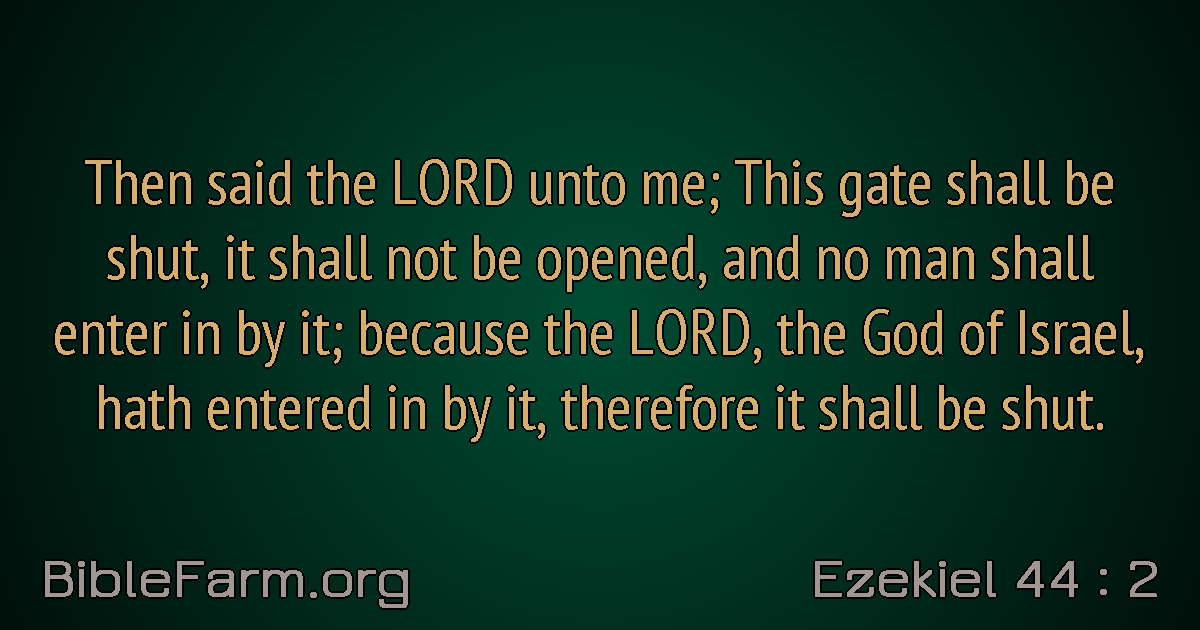 Then said the LORD unto me; This gate shall be
shut, it shall not be opened, and no man shall
enter in by it; because the LORD, the God of Israel,
hath entered in by it, therefore it shall be shut.
BibleFarm.org
Ezekiel 44 : 2